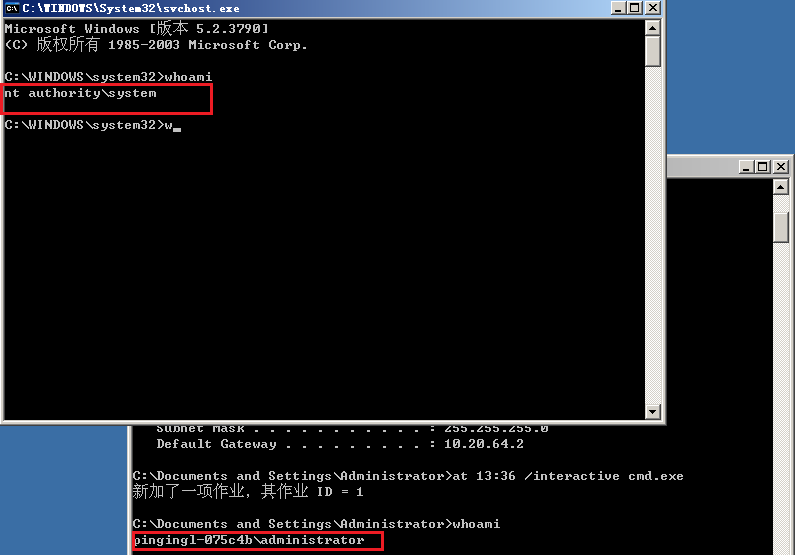 C:\WINDOWS\System32\svchost.exe
Microsoft Windows [版本 5.2.3790]
(C) 版权所有 1985-2003 Microsoft Corp.
C:\WINDOWS\system32>whoami
nt authority\system
C:\WINDOWS\system32>w_
Subnet Mask . . . . . . . . . . . : 255.255.255.0
Default Gateway . . . . . . . . . : 10.20.64.2
C:\Documents and Settings\Administrator>at 13:36 /interactive cmd.exe
新加了一项作业，其作业 ID = 1
C:\Documents and Settings\Administrator>whoami
pingingl-075c4b\administrator